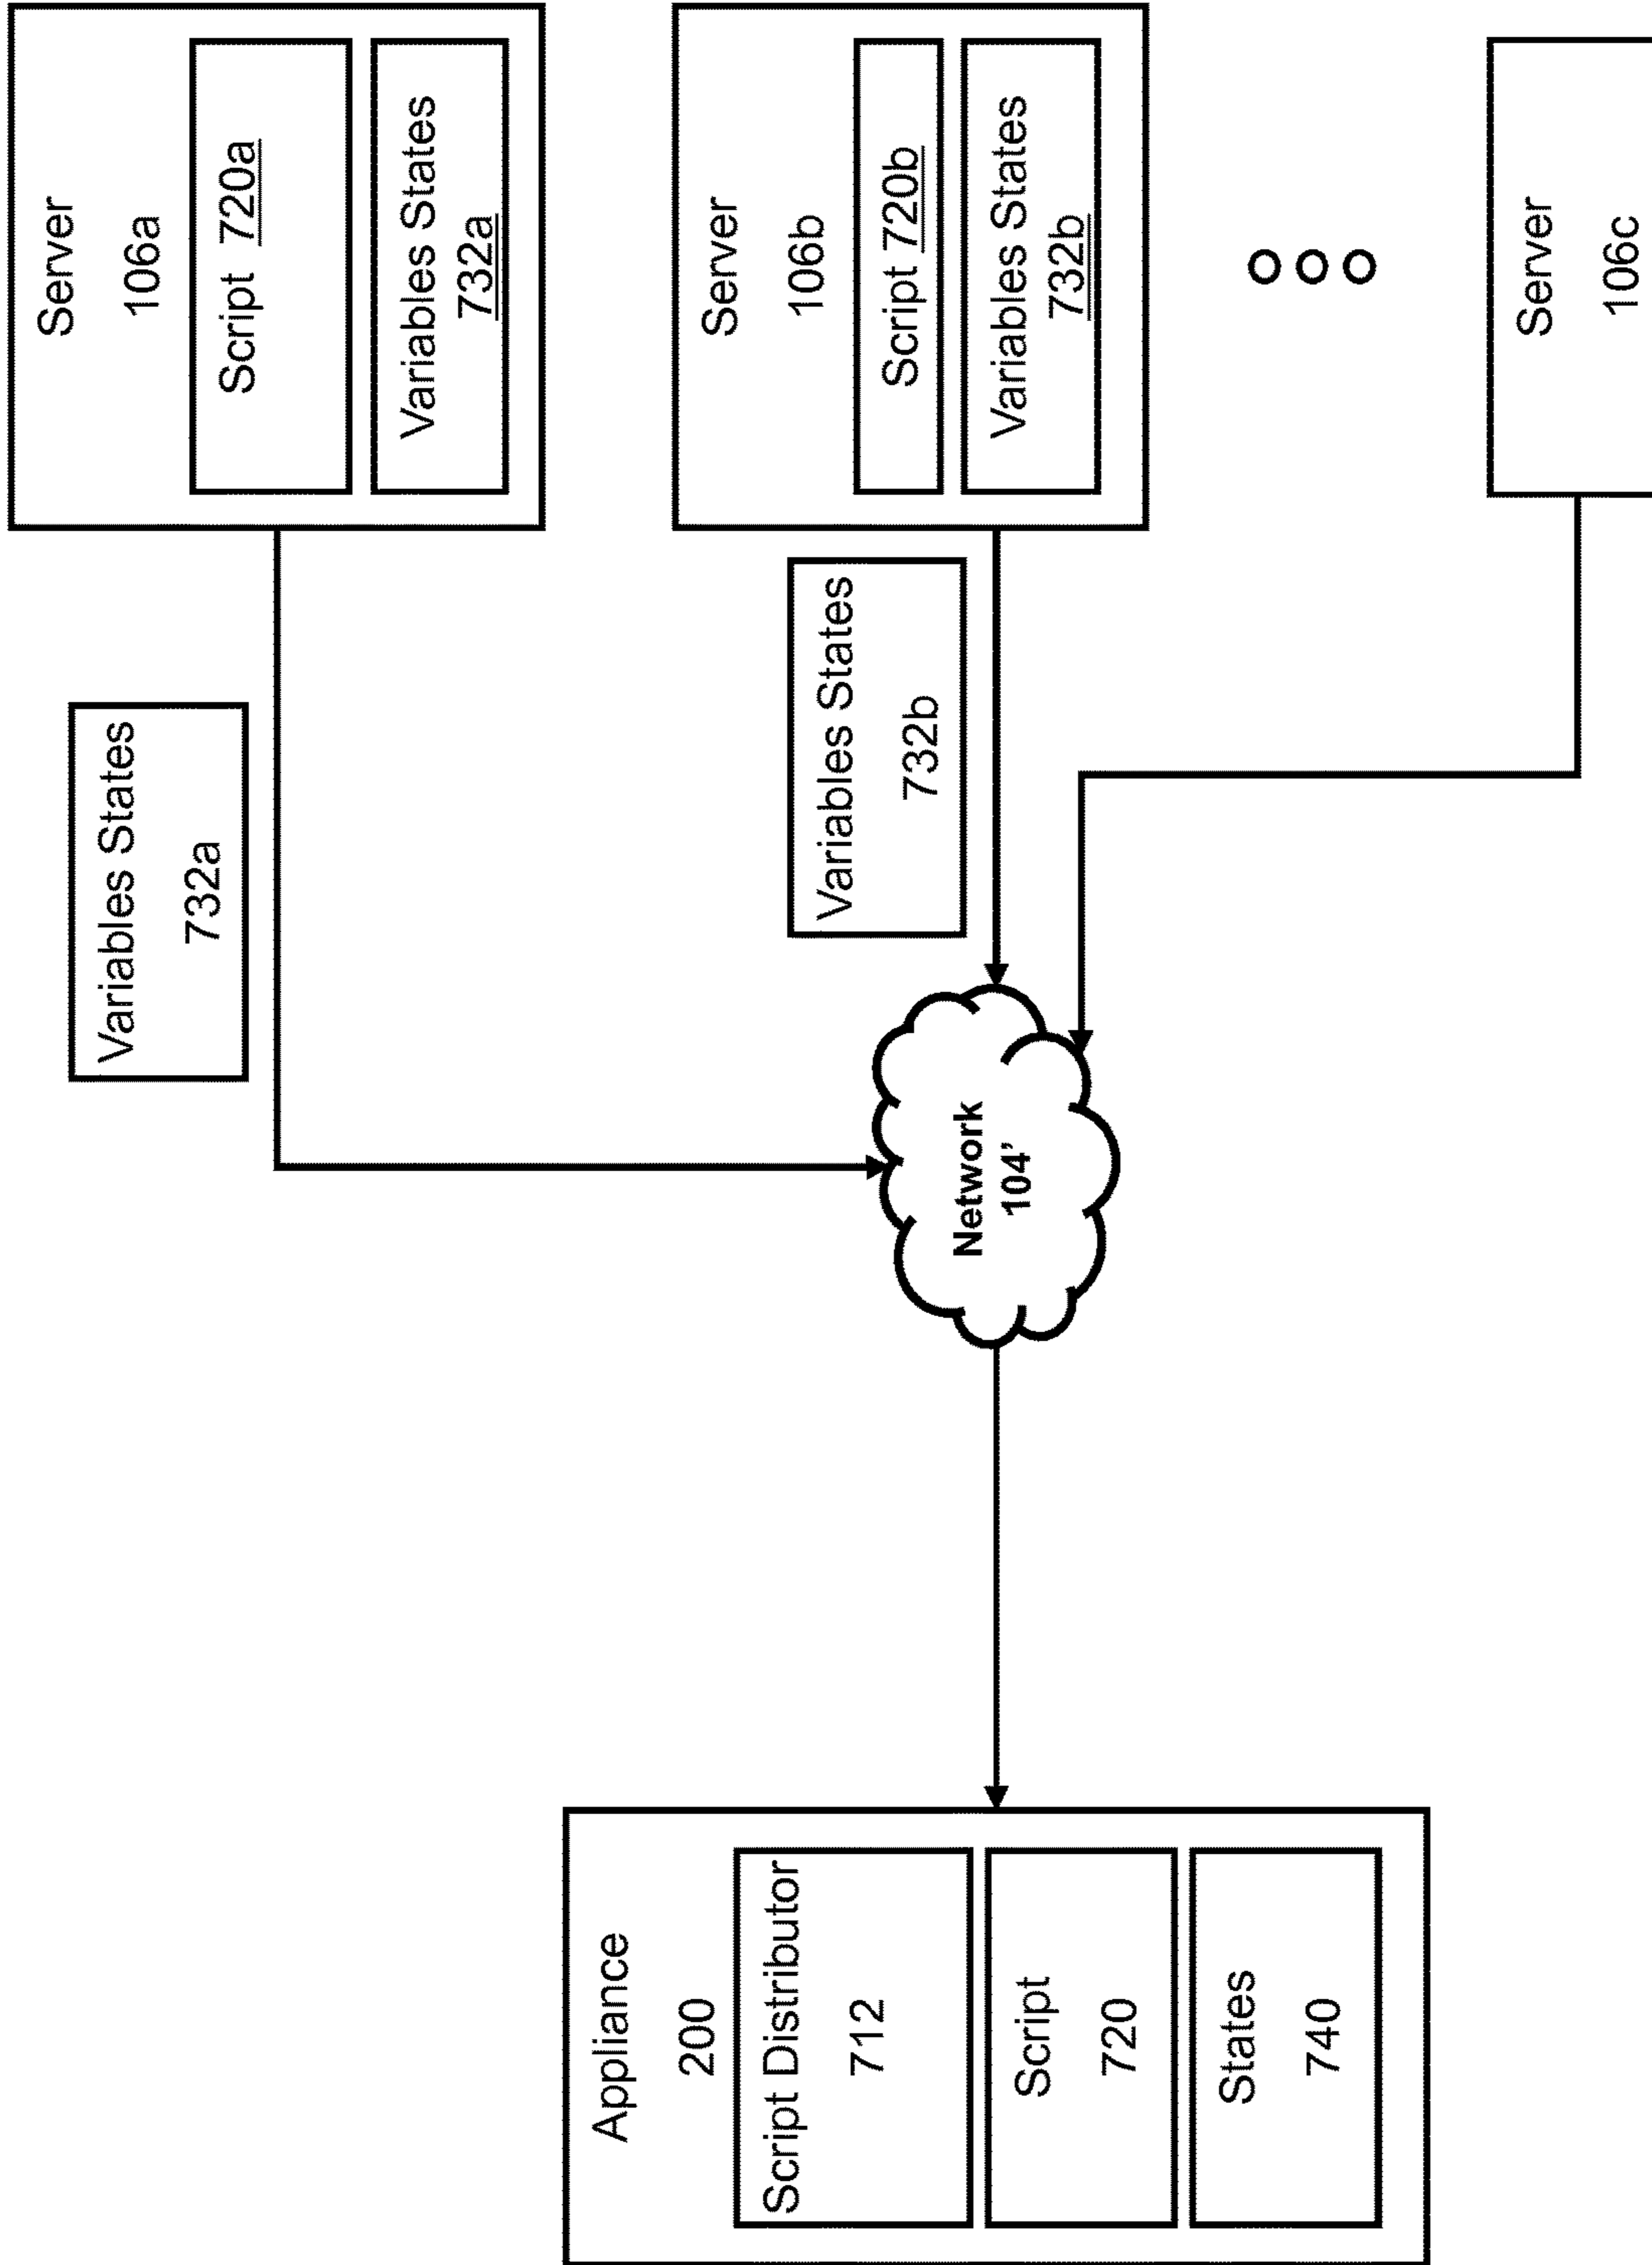 Appliance
200
Script Distributor
712
Script
720
States
740
Network
104’
Variables States
732a
Variables States
732b
Server
106a
Script 720a
Variables States
732a
Server
106b
Script 720b
Variables States
732b
Server
106c